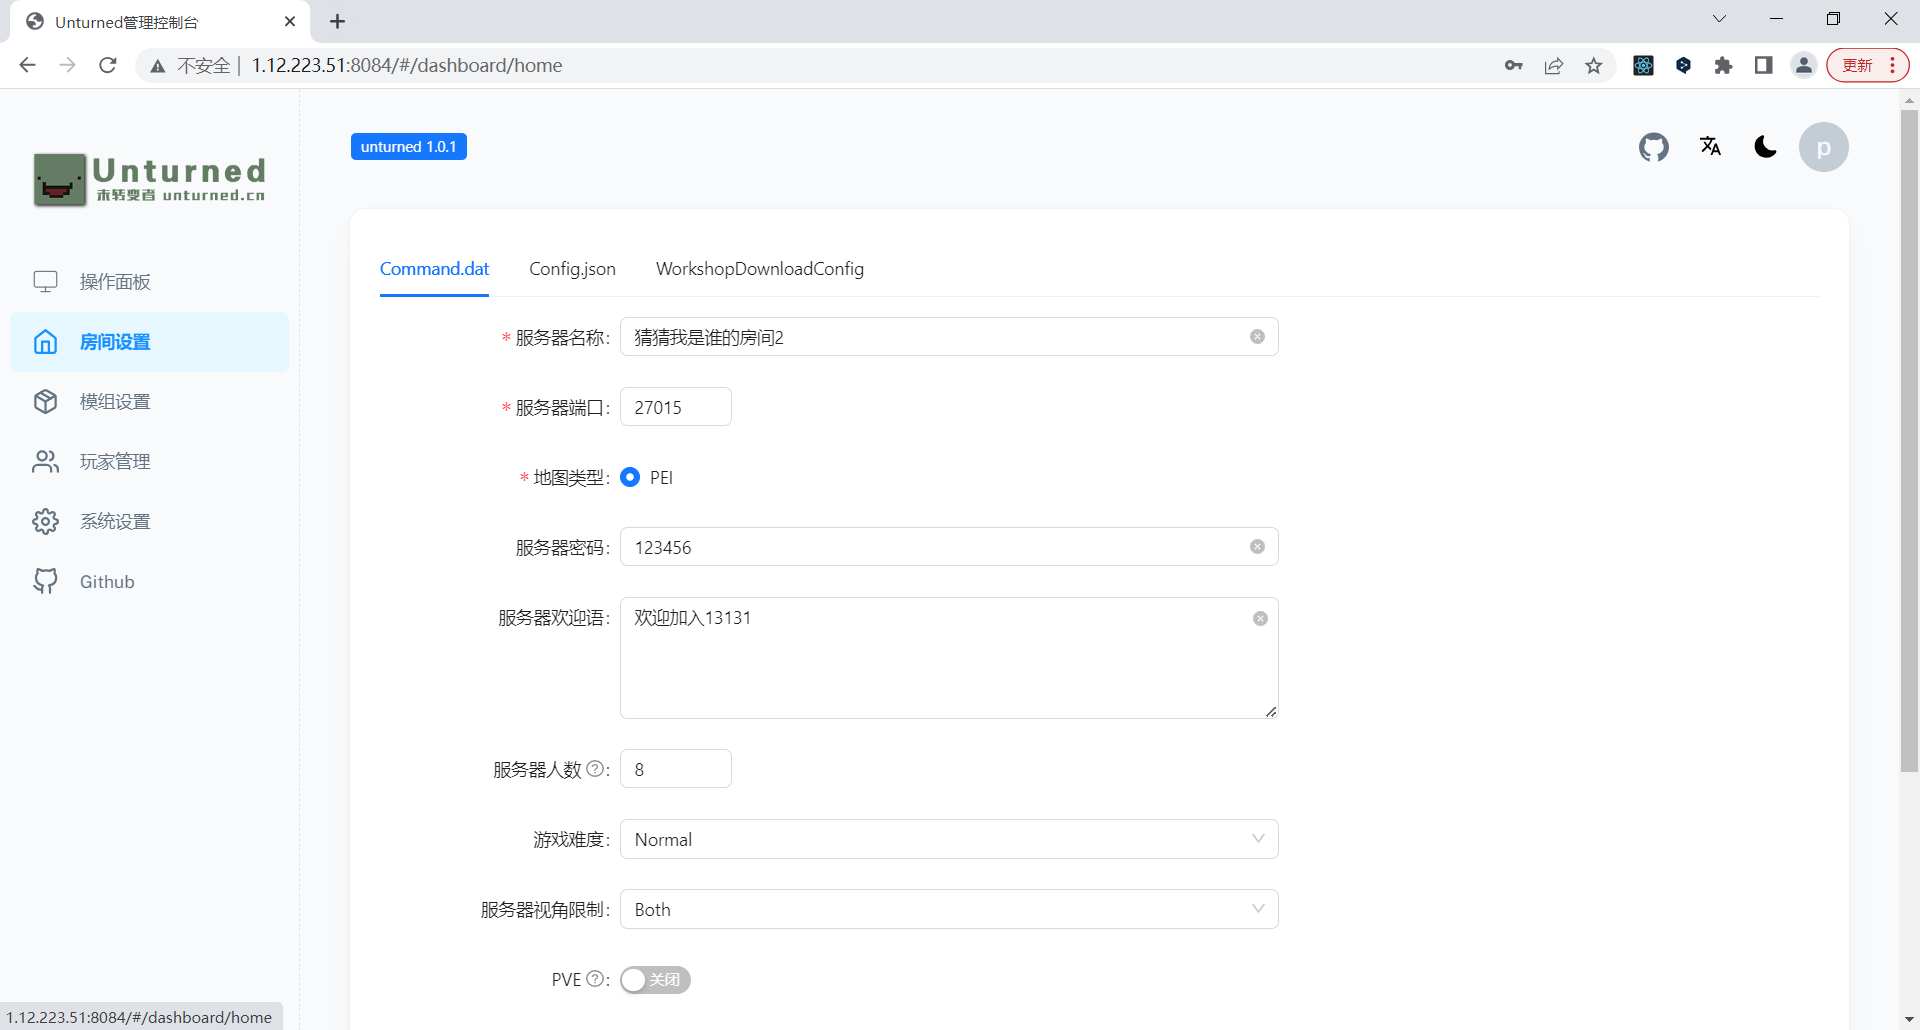 Unturned管理控制台
不安全 | 1.12.223.51:8084/#/dashboard/home
更新
Unturned
未转变者 unturned.cn
unturned 1.0.1
p
操作面板
房间设置
模组设置
玩家管理
系统设置
Github
Command.dat
Config.json
WorkshopDownloadConfig
* 服务器名称: 猜猜我是谁的房间2
* 服务器端口: 27015
* 地图类型: PEI
服务器密码: 123456
服务器欢迎语: 欢迎加入13131
服务器人数 ?: 8
游戏难度: Normal
服务器视角限制: Both
PVE ?: 关闭
1.12.223.51:8084/#/dashboard/home